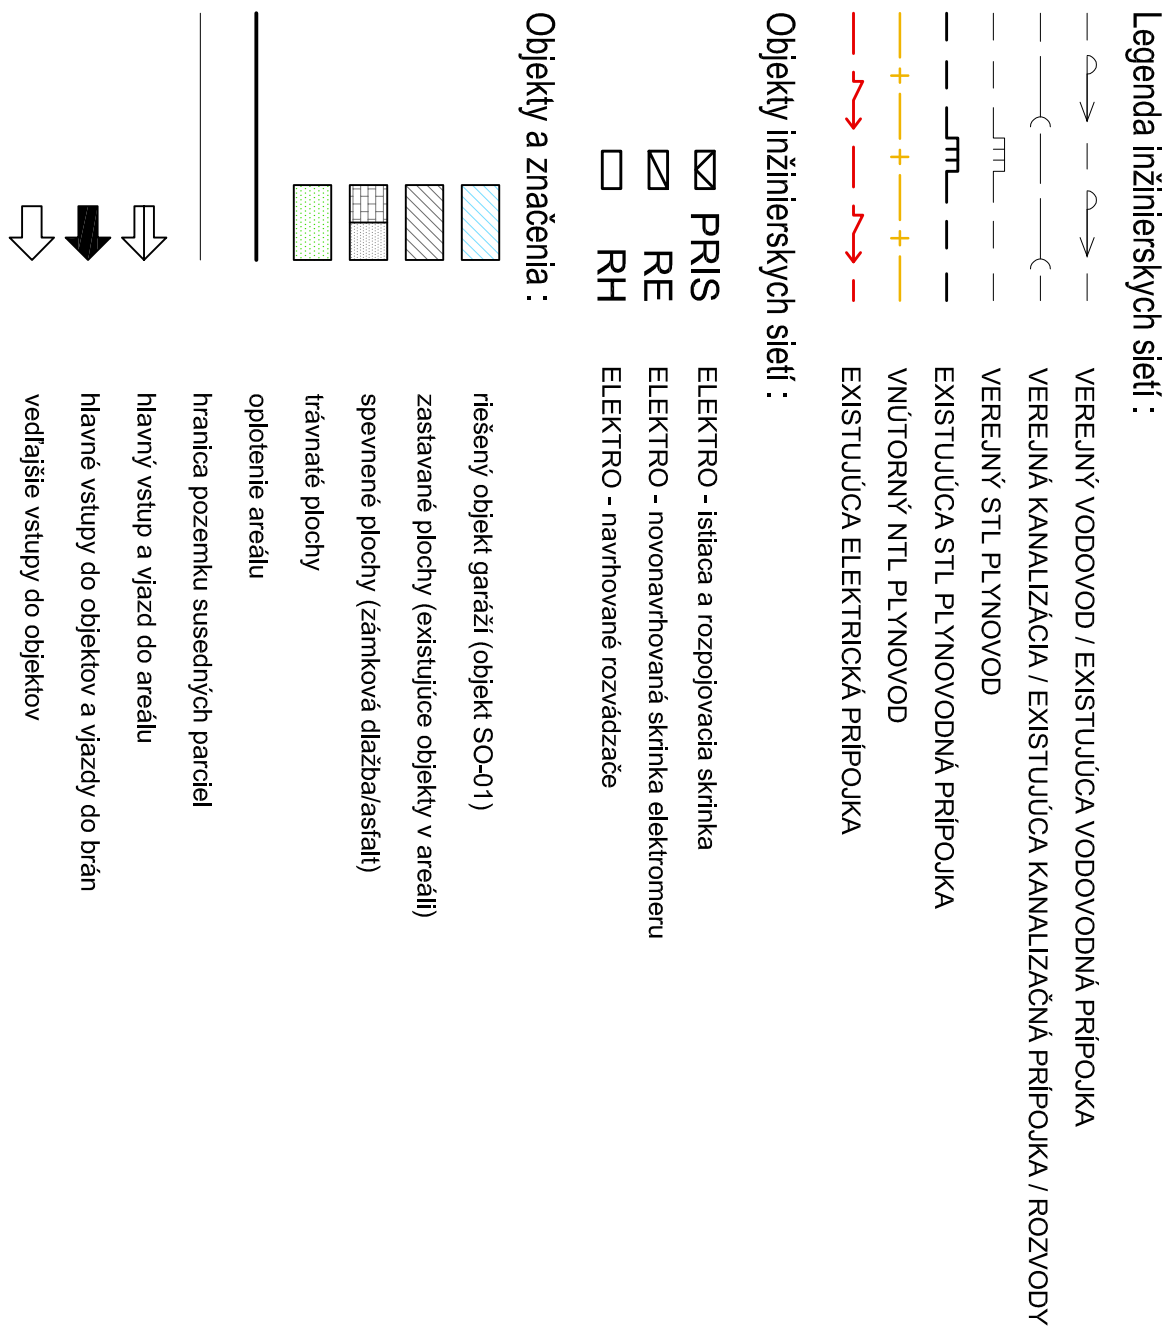 Legenda inžinierskych sietí :
VEREJNÝ VODOVOD / EXISTUJÚCA VODOVODNÁ PRÍPOJKA
VEREJNÁ KANALIZÁCIA / EXISTUJÚCA KANALIZAČNÁ PRÍPOJKA / ROZVODY
VEREJNÝ STL PLYNOVOD
EXISTUJÚCA STL PLYNOVODNÁ PRÍPOJKA
VNÚTORNÝ NTL PLYNOVOD
EXISTUJÚCA ELEKTRICKÁ PRÍPOJKA
Objekty inžinierskych sietí :
PRIS ELEKTRO - istiaca a rozpojovacia skrinka
RE ELEKTRO - novonavrhovaná skrinka elektromeru
RH ELEKTRO - navrhované rozvádzače
Objekty a značenia :
riešený objekt garáží (objekt SO-01)
zastavané plochy (existujúce objekty v areáli)
spevnené plochy (zámková dlažba/asfalt)
trávnaté plochy
oplotenie areálu
hranica pozemku susedných parciel
hlavný vstup a vjazd do areálu
hlavné vstupy do objektov a vjazdy do brán
vedľajšie vstupy do objektov